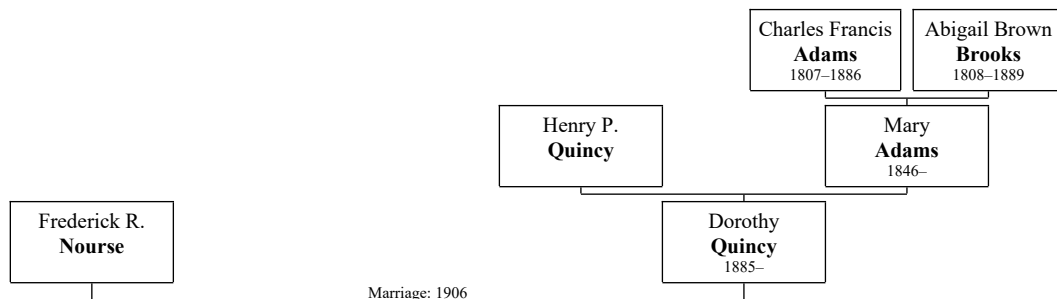 Charles Francis
Adams
1807–1886
Abigail Brown
Brooks
1808–1889
Henry P.
Quincy
Mary
Adams
1846–
Frederick R.
Nourse
Dorothy
Quincy
1885–
Marriage: 1906